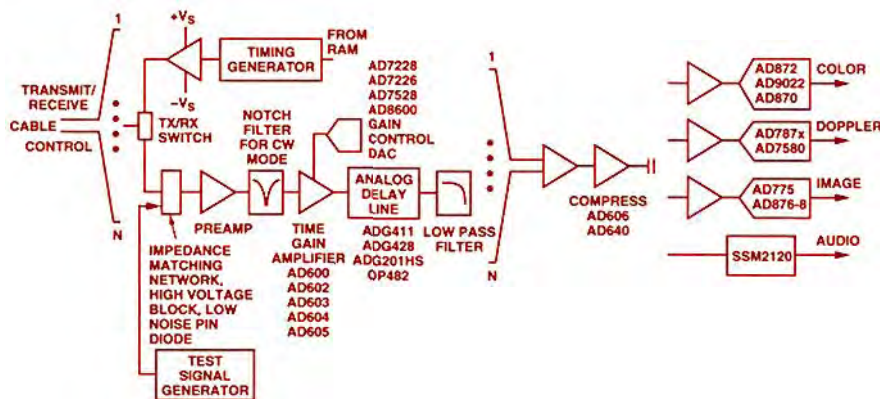 1
TRANSMIT/
RECEIVE
CABLE
CONTROL
N
+VS
−VS
TX/RX
SWITCH
TIMING
GENERATOR
FROM
RAM
NOTCH
FILTER
FOR CW
MODE
AD7228
AD7226
AD7528
AD8600
GAIN
CONTROL
DAC
PREAMP
IMPEDANCE
MATCHING
NETWORK,
HIGH VOLTAGE
BLOCK, LOW
NOISE PIN
DIODE
TEST
SIGNAL
GENERATOR
TIME
GAIN
AMPLIFIER
AD600
AD602
AD603
AD604
AD605
ANALOG
DELAY
LINE
ADG411
ADG428
ADG201HS
OP482
LOW PASS
FILTER
1
N
COMPRESS
AD606
AD640
AD872
AD9022
AD870
COLOR
AD787x
AD7580
DOPPLER
AD775
AD876-8
IMAGE
SSM2120
AUDIO